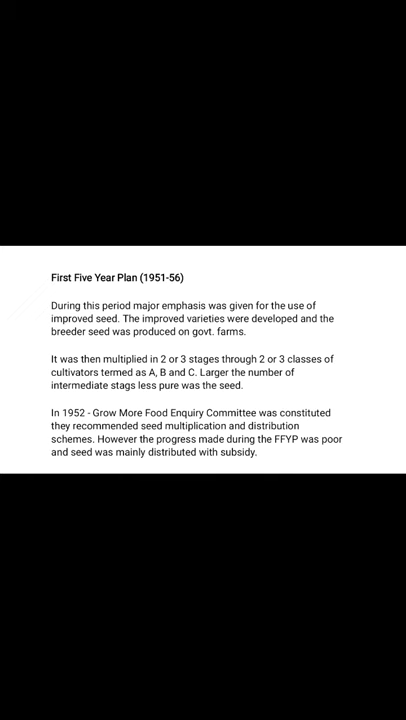 First Five Year Plan (1951-56)
During this period major emphasis was given for the use of
improved seed. The improved varieties were developed and the
breeder seed was produced on govt. farms.
It was then multiplied in 2 or 3 stages through 2 or 3 classes of
cultivators termed as A, B and C. Larger the number of
intermediate stags less pure was the seed.
In 1952 - Grow More Food Enquiry Committee was constituted
they recommended seed multiplication and distribution
schemes. However the progress made during the FFYP was poor
and seed was mainly distributed with subsidy.